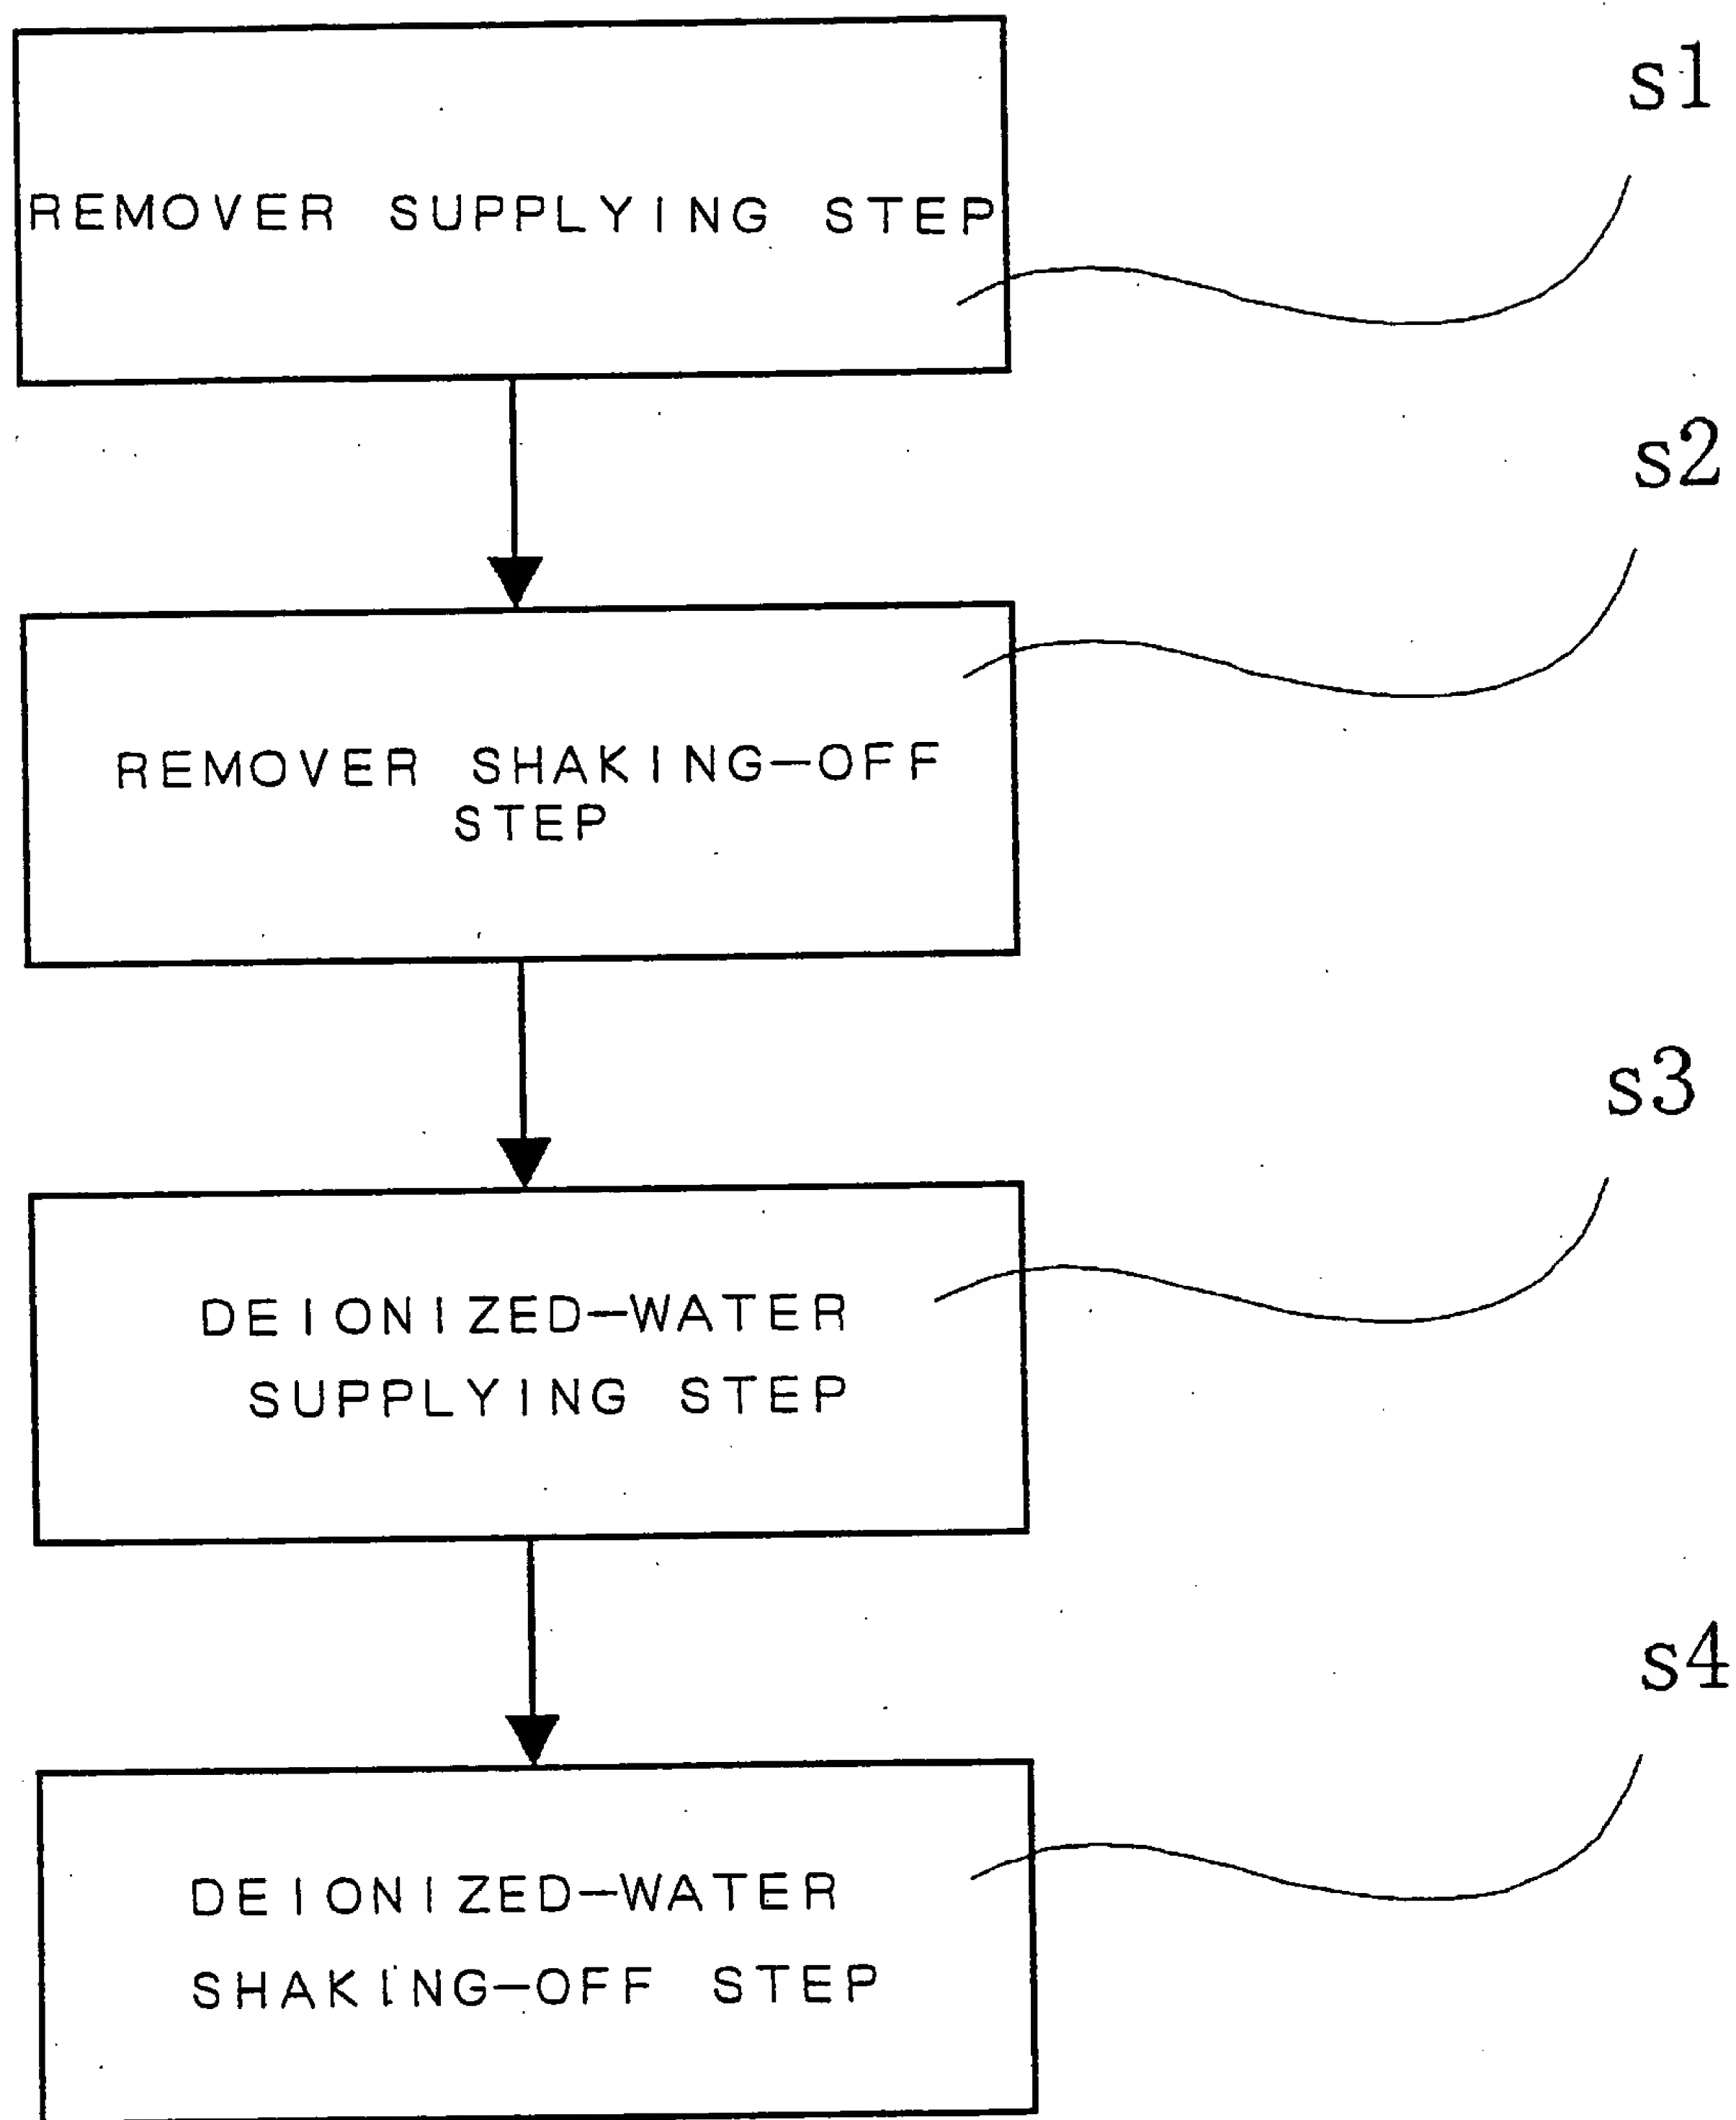 s1
REMOVER SUPPLYING STEP
s2
REMOVER SHAKING-OFF
STEP
s3
DEIONIZED-WATER
SUPPLYING STEP
s4
DEIONIZED-WATER
SHAKING-OFF STEP